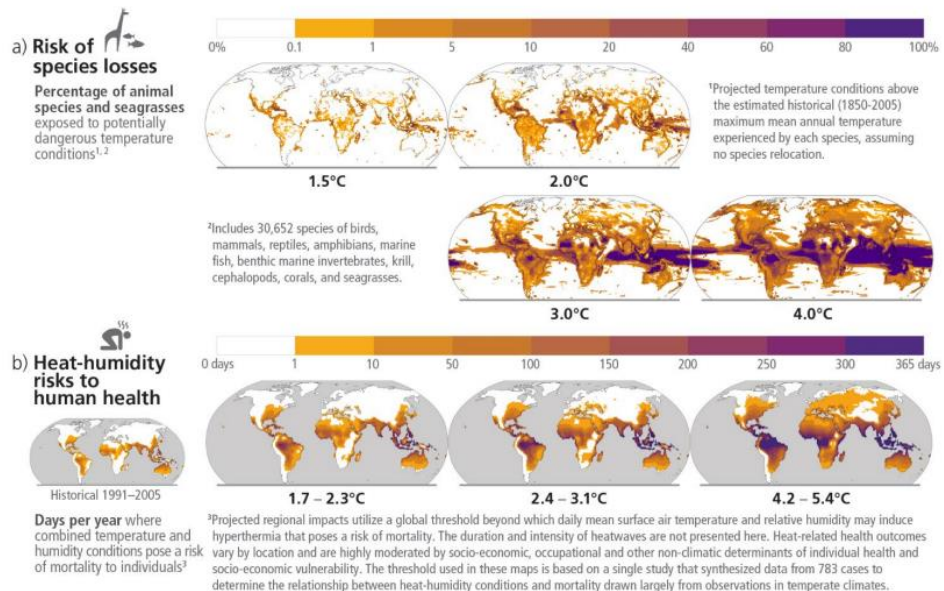 a) Risk of
species losses
Percentage of animal
species and seagrasses
exposed to potentially
dangerous temperature
conditions1, 2
0% 0.1 1 5 10 20 40 60 80 100%
1.5°C 2.0°C
1Projected temperature conditions above
the estimated historical (1850-2005)
maximum mean annual temperature
experienced by each species, assuming
no species relocation.
2Includes 30,652 species of birds,
mammals, reptiles, amphibians, marine
fish, benthic marine invertebrates, krill,
cephalopods, corals, and seagrasses.
3.0°C 4.0°C
b) Heat-humidity
risks to
human health
0 days 1 10 50 100 150 200 250 300 365 days
Historical 1991–2005
1.7 – 2.3°C 2.4 – 3.1°C 4.2 – 5.4°C
Days per year where
combined temperature and
humidity conditions pose a risk
of mortality to individuals3
3Projected regional impacts utilize a global threshold beyond which daily mean surface air temperature and relative humidity may induce
hyperthermia that poses a risk of mortality. The duration and intensity of heatwaves are not presented here. Heat-related health outcomes
vary by location and are highly moderated by socio-economic, occupational and other non-climatic determinants of individual health and
socio-economic vulnerability. The threshold used in these maps is based on a single study that synthesized data from 783 cases to
determine the relationship between heat-humidity conditions and mortality drawn largely from observations in temperate climates.